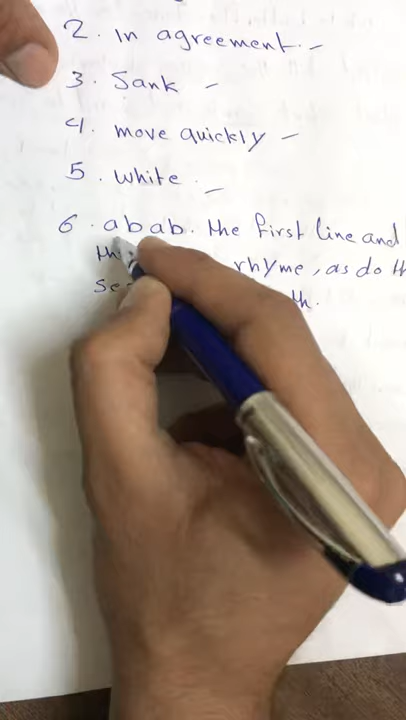 2. In agreement. -
3. Sank -
4. move quickly -
5. White. -
6. abab. the first line and
rhyme, as do
th.